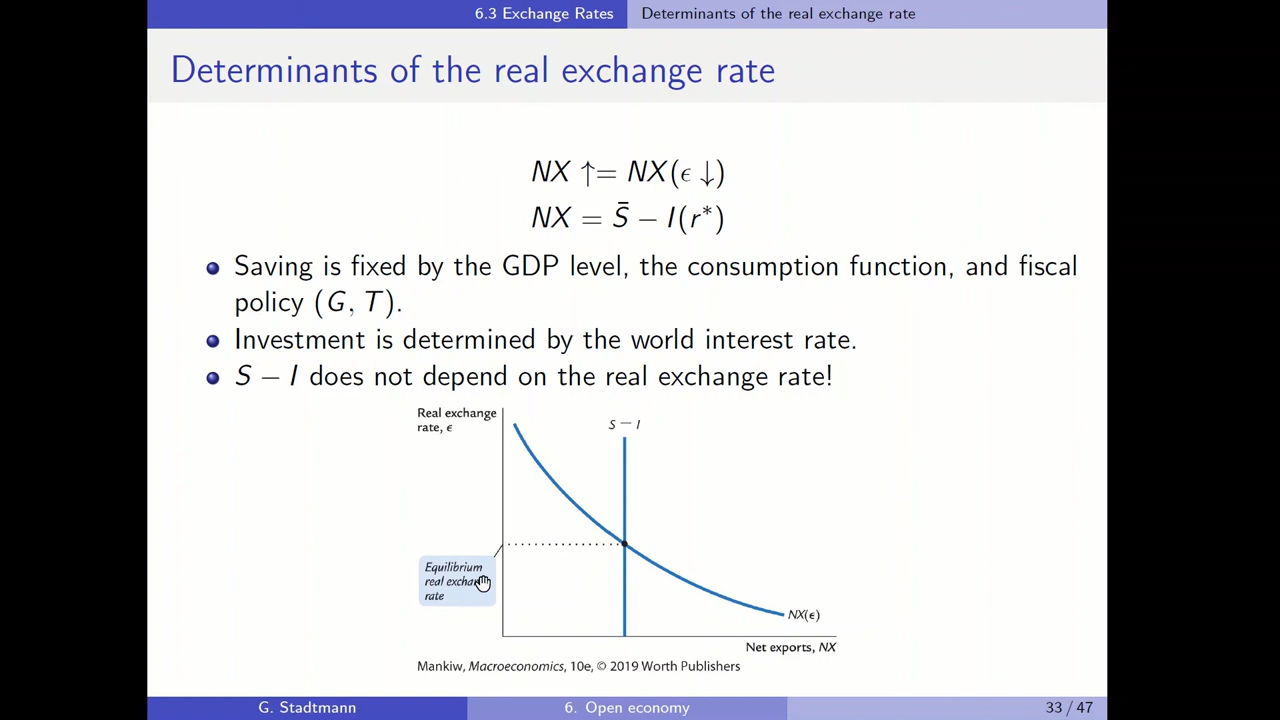 6.3 Exchange Rates Determinants of the real exchange rate
Determinants of the real exchange rate
NX ↑= NX(ϵ ↓)
NX = S̄ − I(r*)
Saving is fixed by the GDP level, the consumption function, and fiscal
policy (G, T).
Investment is determined by the world interest rate.
S − I does not depend on the real exchange rate!
Real exchange
rate, ϵ
S − I
Equilibrium
real exchange
rate
NX(ϵ)
Net exports, NX
Mankiw, Macroeconomics, 10e, © 2019 Worth Publishers
G. Stadtmann 6. Open economy 33 / 47